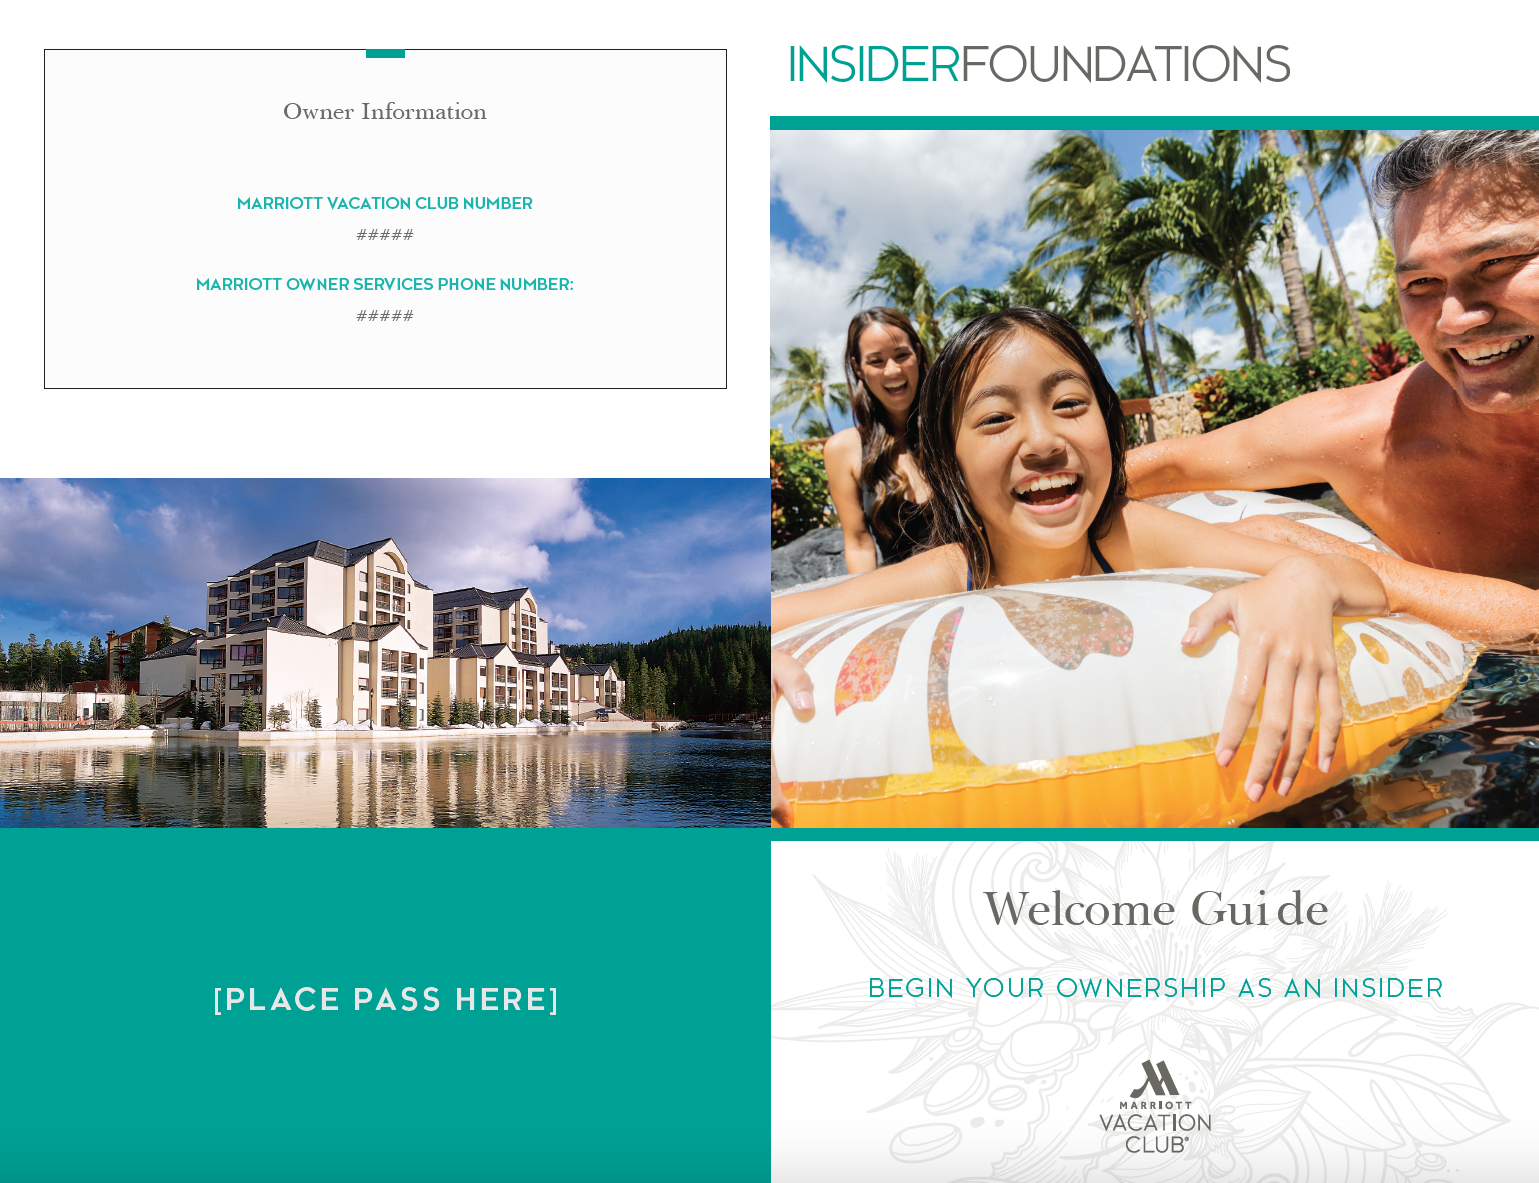 Owner Information
MARRIOTT VACATION CLUB NUMBER
#####
MARRIOTT OWNER SERVICES PHONE NUMBER:
#####
[PLACE PASS HERE]
INSIDERFOUNDATIONS
Welcome Guide
BEGIN YOUR OWNERSHIP AS AN INSIDER
MARRIOTT
VACATION
CLUB®